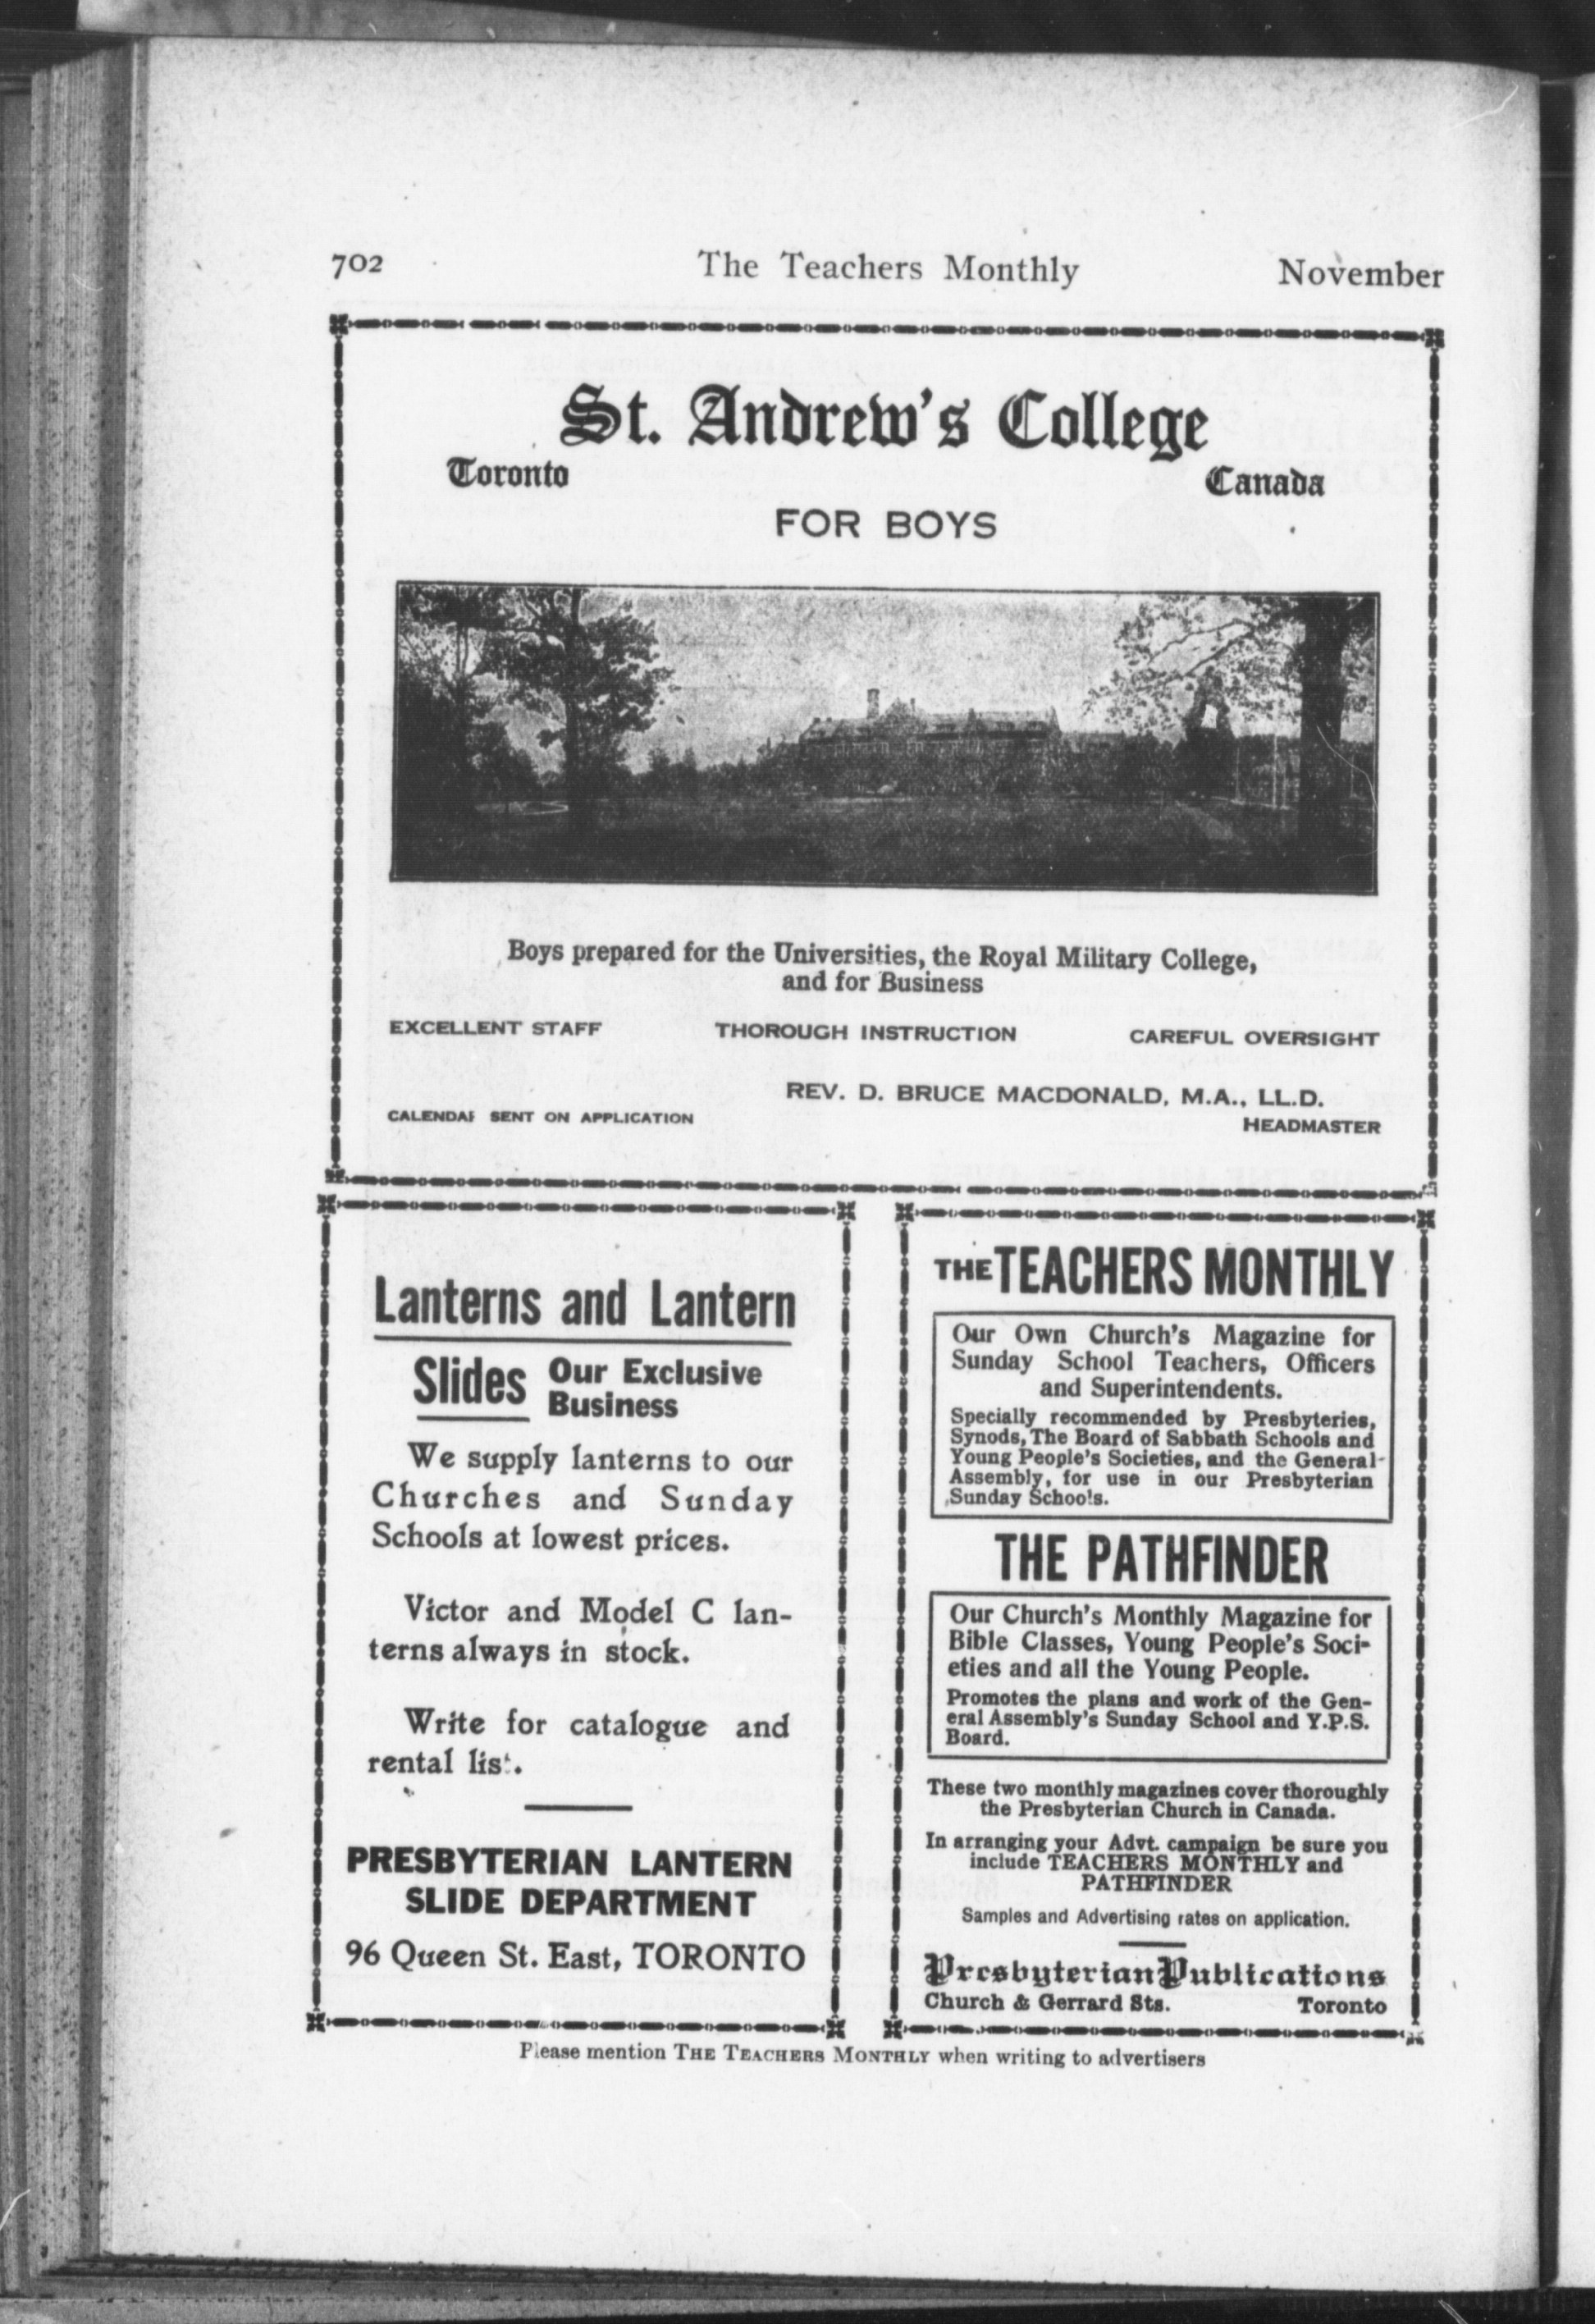 702 The Teachers Monthly November
St. Andrew's College
Toronto Canada
FOR BOYS
Boys prepared for the Universities, the Royal Military College,
and for Business
EXCELLENT STAFF THOROUGH INSTRUCTION CAREFUL OVERSIGHT
REV. D. BRUCE MACDONALD, M.A., LL.D.
CALENDAR SENT ON APPLICATION HEADMASTER
Lanterns and Lantern
Slides Our Exclusive
Business
We supply lanterns to our
Churches and Sunday
Schools at lowest prices.
Victor and Model C lan-
terns always in stock.
Write for catalogue and
rental list.
PRESBYTERIAN LANTERN
SLIDE DEPARTMENT
96 Queen St. East, TORONTO
THE TEACHERS MONTHLY
Our Own Church's Magazine for
Sunday School Teachers, Officers
and Superintendents.
Specially recommended by Presbyteries,
Synods, The Board of Sabbath Schools and
Young People's Societies, and the General
Assembly, for use in our Presbyterian
Sunday Schools.
THE PATHFINDER
Our Church's Monthly Magazine for
Bible Classes, Young People's Soci-
eties and all the Young People.
Promotes the plans and work of the Gen-
eral Assembly's Sunday School and Y.P.S.
Board.
These two monthly magazines cover thoroughly
the Presbyterian Church in Canada.
In arranging your Advt. campaign be sure you
include TEACHERS MONTHLY and
PATHFINDER
Samples and Advertising rates on application.
Presbyterian Publications
Church & Gerrard Sts. Toronto
Please mention THE TEACHERS MONTHLY when writing to advertisers